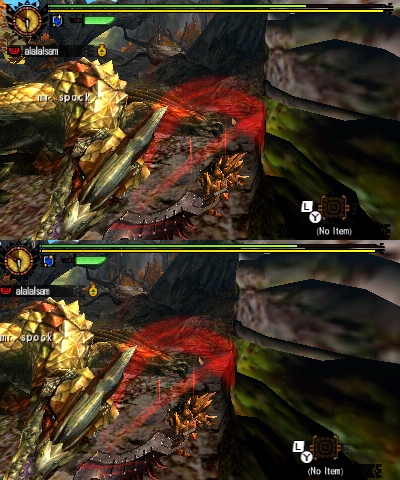 alalalsam
mr spock
L
Y
(No Item)
alalalsam
mr spock
L
Y
(No Item)